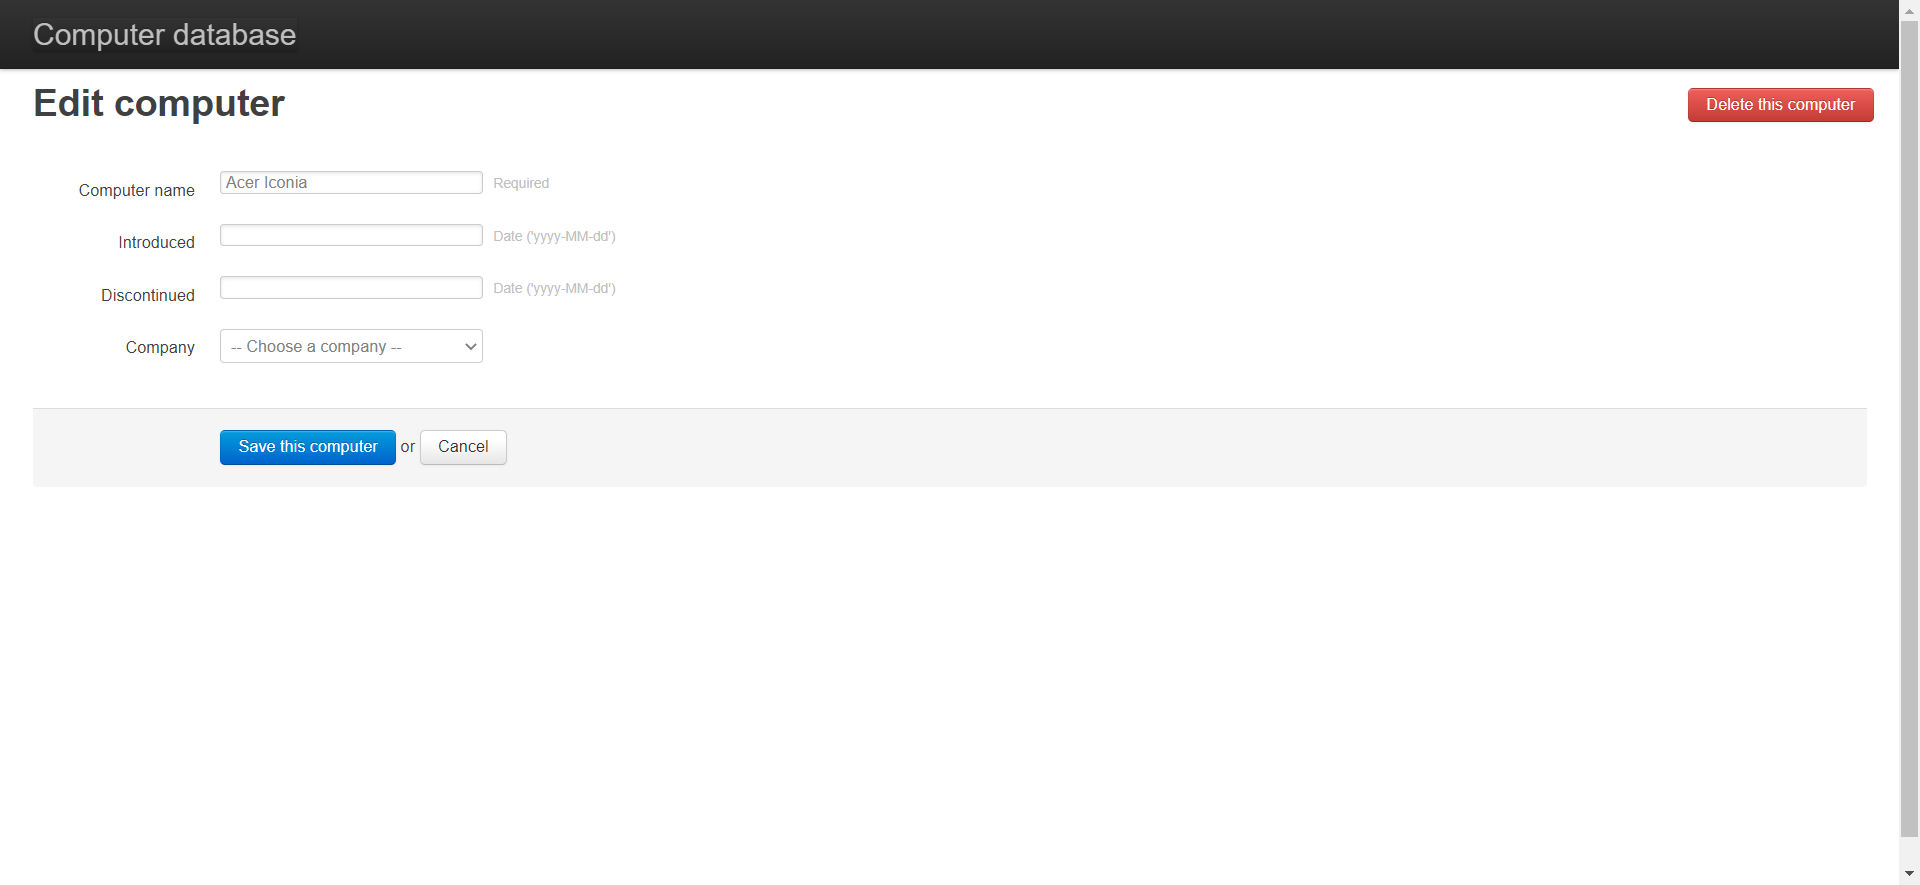 Computer database
Edit computer
Delete this computer
Computer name
Acer Iconia
Required
Introduced
Date ('yyyy-MM-dd')
Discontinued
Date ('yyyy-MM-dd')
Company
-- Choose a company --
Save this computer or Cancel